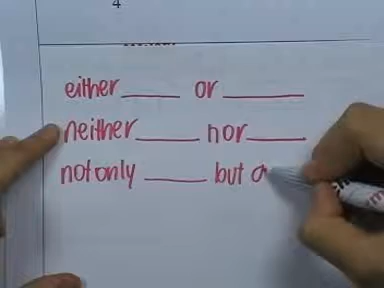 4
either _____ or _____
neither _____ nor _____
not only _____ but a